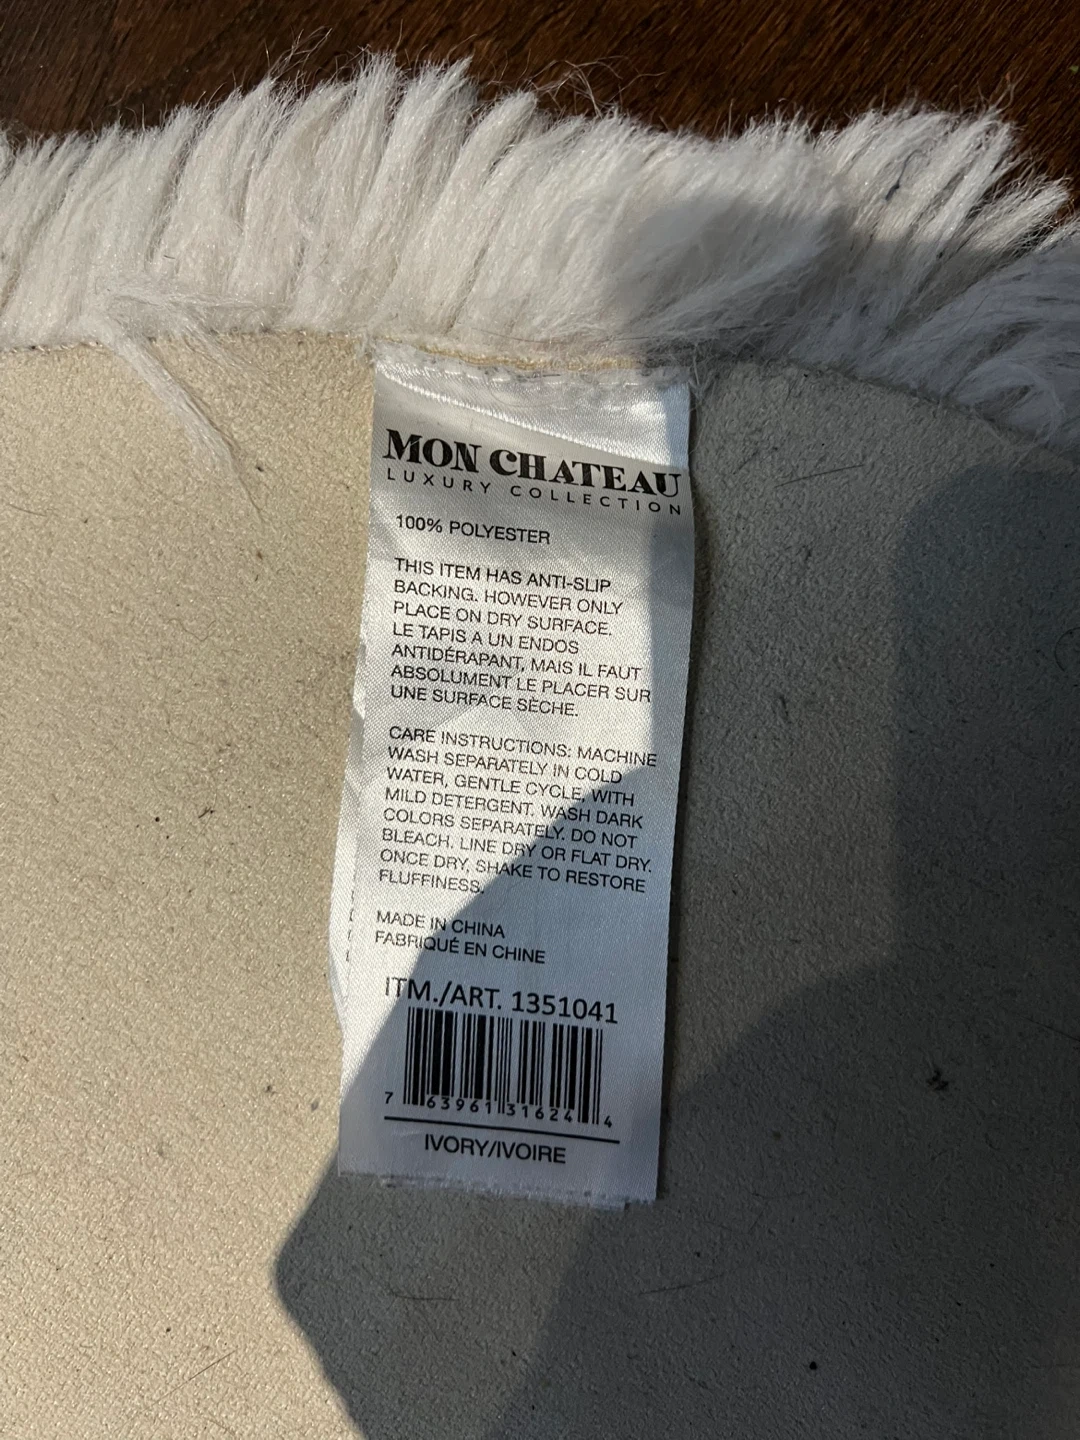 MON CHATEAU
LUXURY COLLECTION
100% POLYESTER
THIS ITEM HAS ANTI-SLIP
BACKING. HOWEVER ONLY
PLACE ON DRY SURFACE.
LE TAPIS A UN ENDOS
ANTIDÉRAPANT, MAIS IL FAUT
ABSOLUMENT LE PLACER SUR
UNE SURFACE SÈCHE.
CARE INSTRUCTIONS: MACHINE
WASH SEPARATELY IN COLD
WATER, GENTLE CYCLE, WITH
MILD DETERGENT. WASH DARK
COLORS SEPARATELY. DO NOT
BLEACH. LINE DRY OR FLAT DRY.
ONCE DRY, SHAKE TO RESTORE
FLUFFINESS.
MADE IN CHINA
FABRIQUÉ EN CHINE
ITM./ART. 1351041
7 63961 31624 4
IVORY/IVOIRE